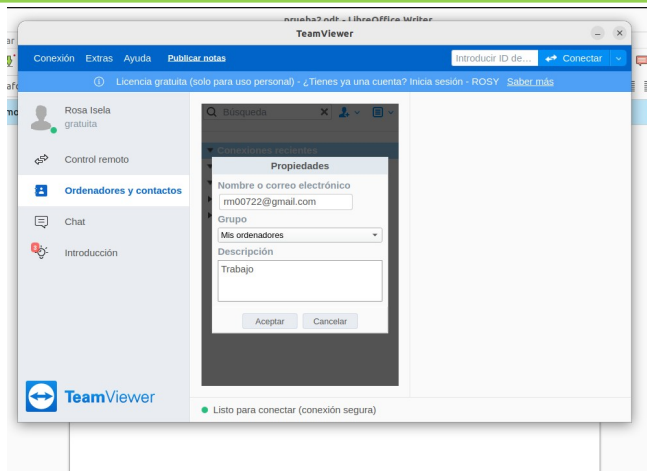 prueba2.odt - LibreOffice Writer
TeamViewer
Conexión Extras Ayuda Publicar notas
Introducir ID de... Conectar
Licencia gratuita (solo para uso personal) - ¿Tienes ya una cuenta? Inicia sesión - ROSY Saber más
Rosa Isela
gratuita
Control remoto
Ordenadores y contactos
Chat
3
Introducción
TeamViewer
Búsqueda
Conexiones recientes
Propiedades
Nombre o correo electrónico
rm00722@gmail.com
Grupo
Mis ordenadores
Descripción
Trabajo
Aceptar Cancelar
Listo para conectar (conexión segura)